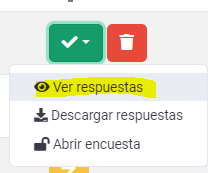 Ver respuestas
Descargar respuestas
Abrir encuesta